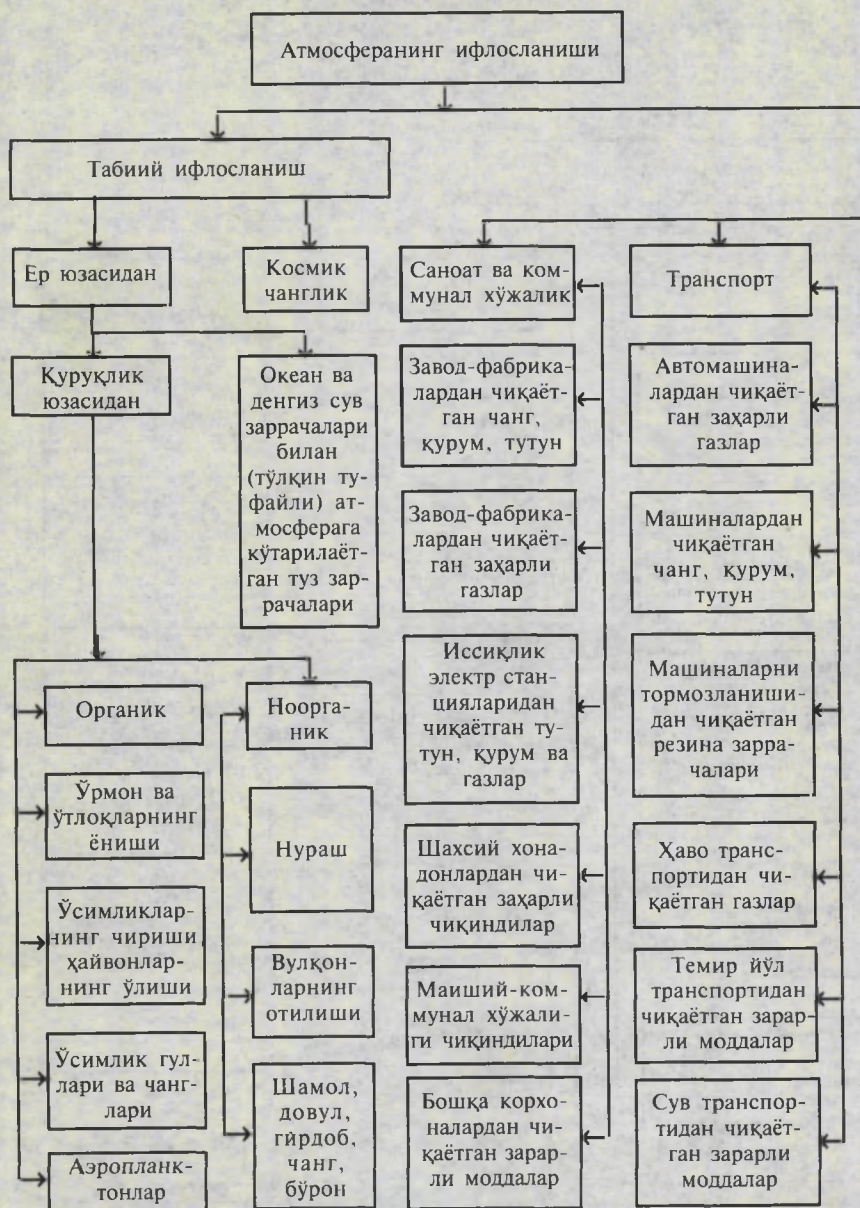 Атмосферанинг ифлосланиши
Табиий ифлосланиш
Ер юзасидан
Космик
чанглик
Саноат ва ком-
мунал хўжалик
Транспорт
Қуруқлик
юзасидан
Океан ва
денгиз сув
заррачалари
билан
(тўлқин ту-
файли) ат-
мосферага
кўтарилаёт-
ган туз зар-
рачалари
Завод-фабрика-
лардан чиқаёт-
ган чанг,
қурум, тутун
Автомашина-
лардан чиқаёт-
ган заҳарли
газлар
Завод-фабрика-
лардан чиқаёт-
ган заҳарли
газлар
Машиналардан
чиқаётган
чанг, қурум,
тутун
Иссиқлик
электр стан-
цияларидан
чиқаётган ту-
тун, қурум ва
газлар
Машиналарни
тормозланиши-
дан чиқаётган
резина зарра-
чалари
Органик
Ноорга-
ник
Ўрмон ва
ўтлоқларнинг
ёниши
Нураш
Шахсий хона-
донлардан чи-
қаётган заҳарли
чиқиндилар
Ҳаво транс-
портидан чи-
қаётган газлар
Ўсимликлар-
нинг чириши
ҳайвонлар-
нинг ўлиши
Вулқон-
ларнинг
отилиши
Маиший-ком-
мунал хўжали-
ги чиқиндилари
Темир йўл
транспортидан
чиқаётган зарар-
ли моддалар
Ўсимлик гул-
лари ва чанг-
лари
Шамол,
довул,
гирдоб,
чанг,
бўрон
Бошқа корхо-
налардан чи-
қаётган зарар-
ли моддалар
Сув транспор-
тидан чиқаёт-
ган зарарли
моддалар
Аэропланк-
тонлар